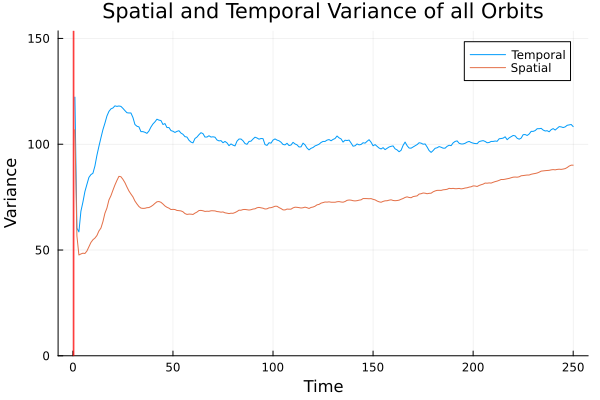 Spatial and Temporal Variance of all Orbits
Temporal
Spatial
150
100
50
0
Variance
0 50 100 150 200 250
Time